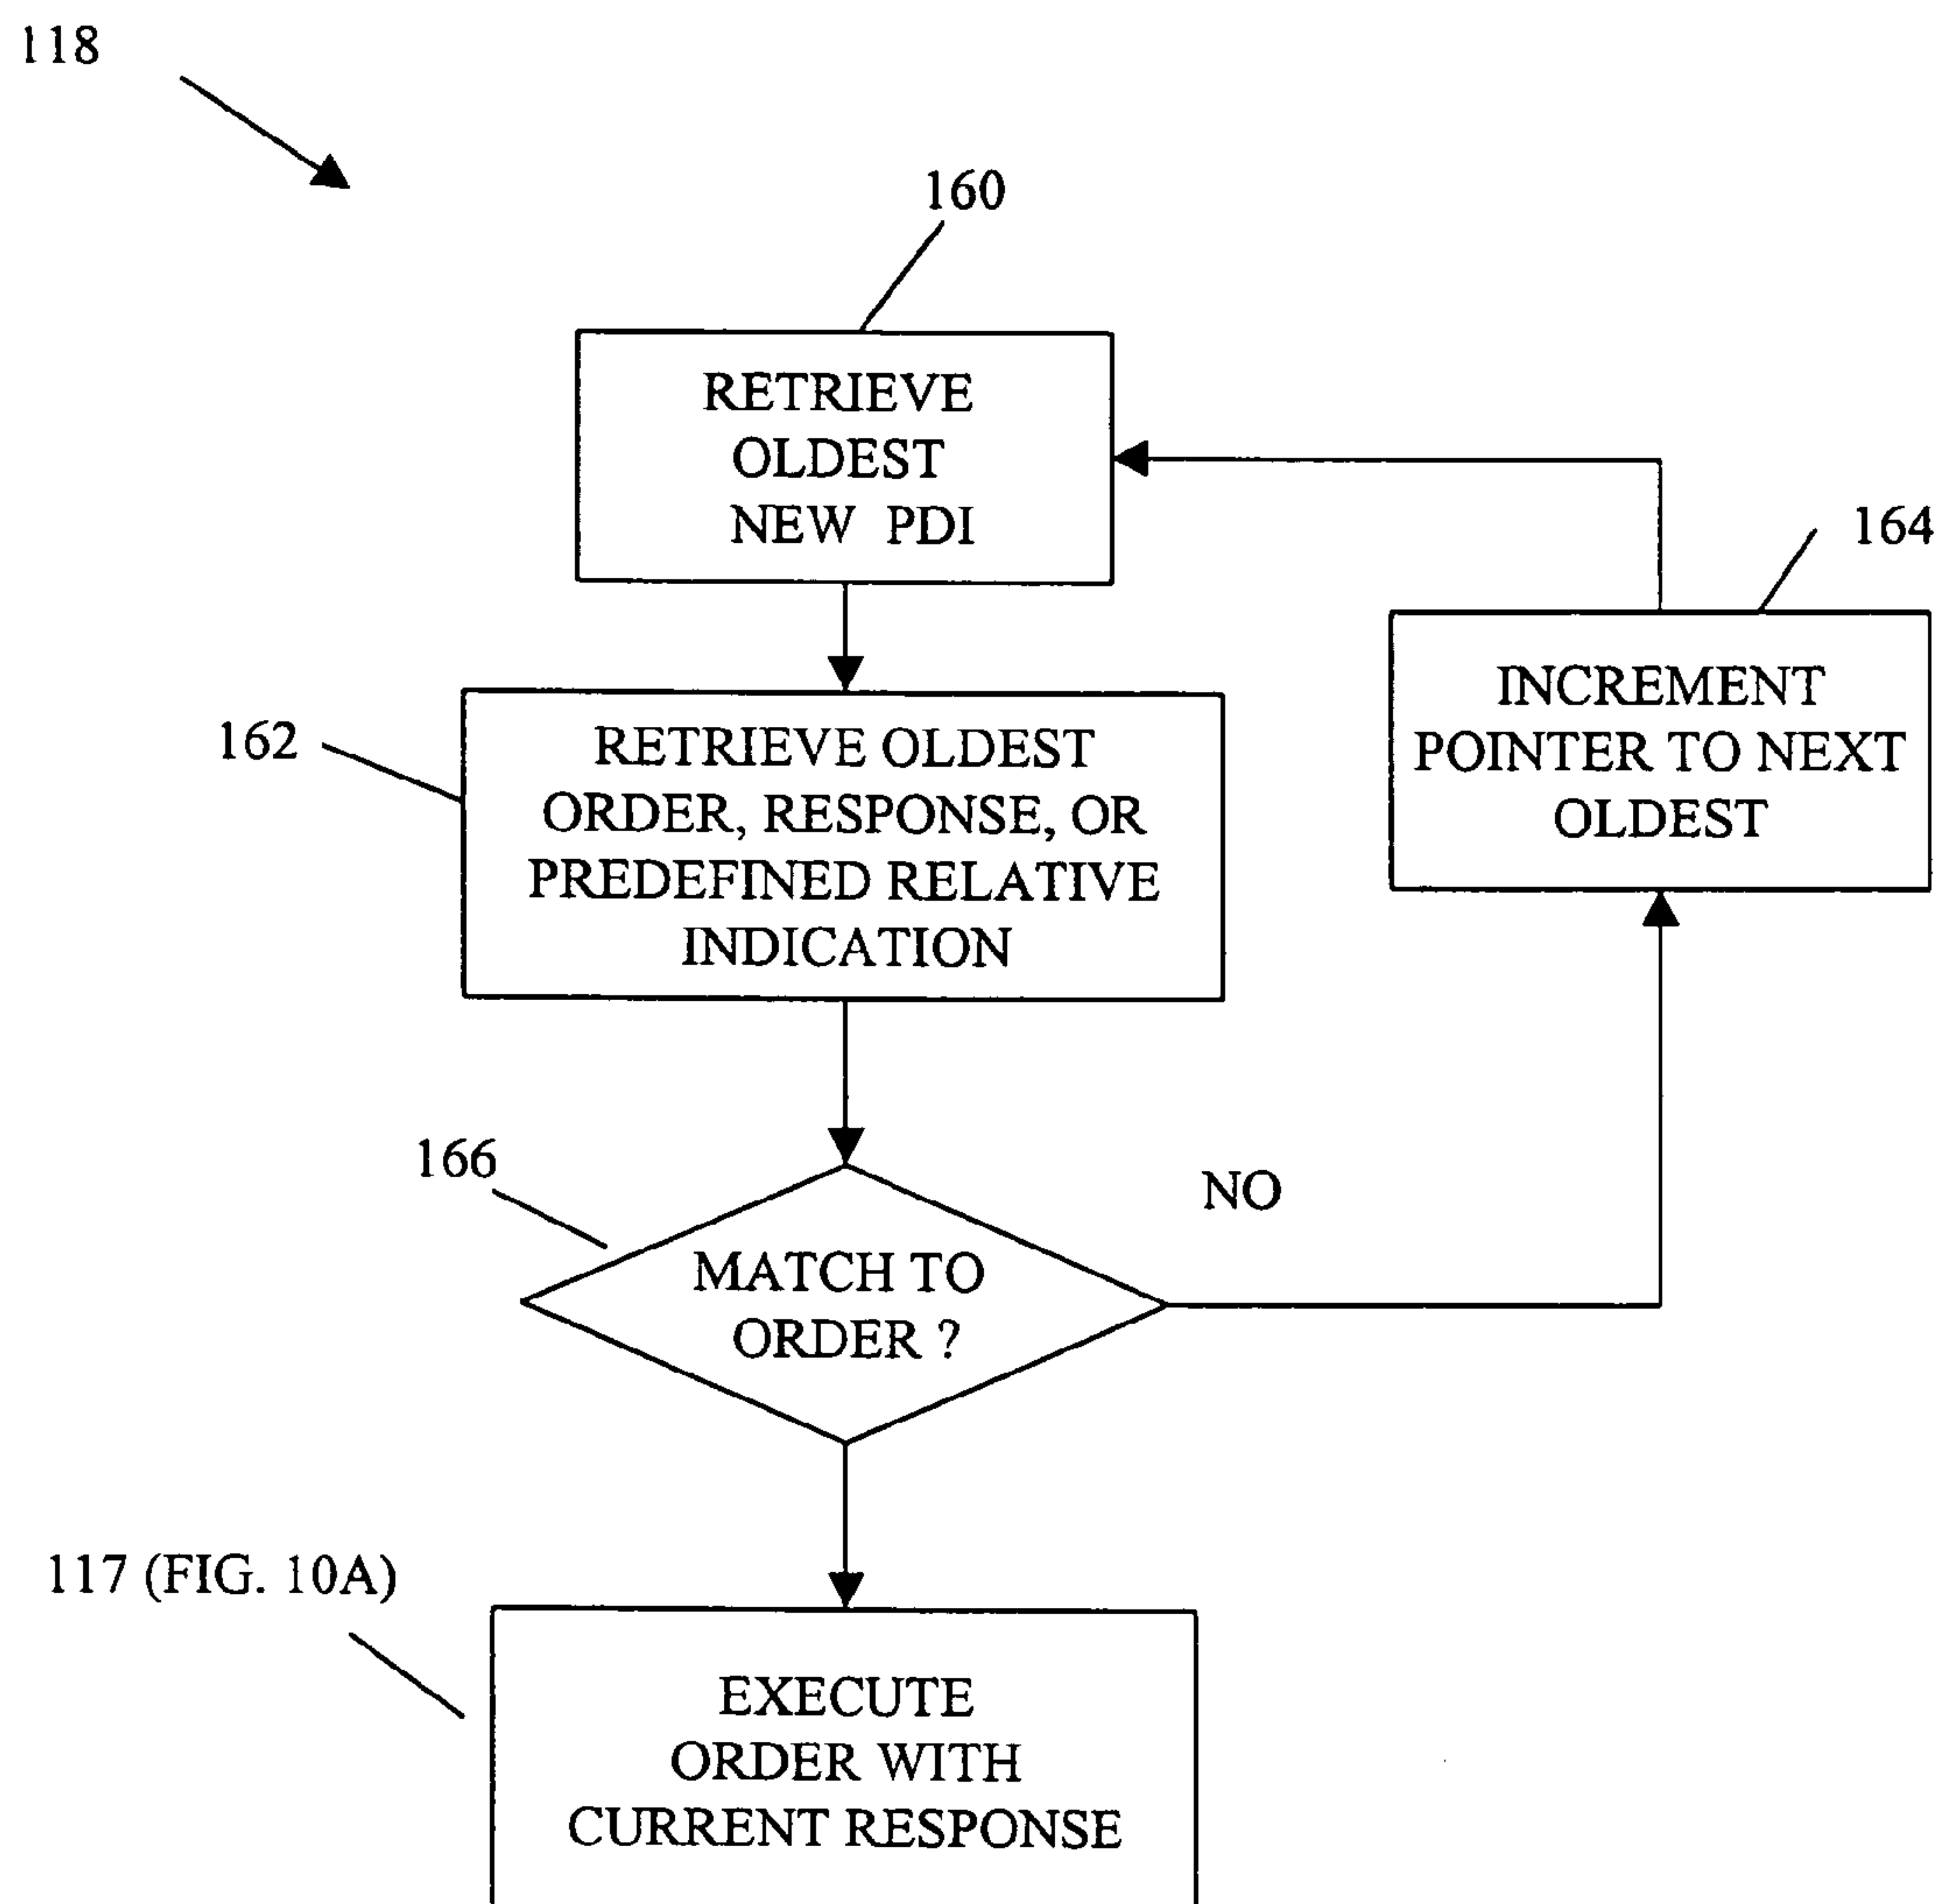 118
160
RETRIEVE
OLDEST
NEW PDI
164
INCREMENT
POINTER TO NEXT
OLDEST
162
RETRIEVE OLDEST
ORDER, RESPONSE, OR
PREDEFINED RELATIVE
INDICATION
166
NO
MATCH TO
ORDER ?
117 (FIG. 10A)
EXECUTE
ORDER WITH
CURRENT RESPONSE